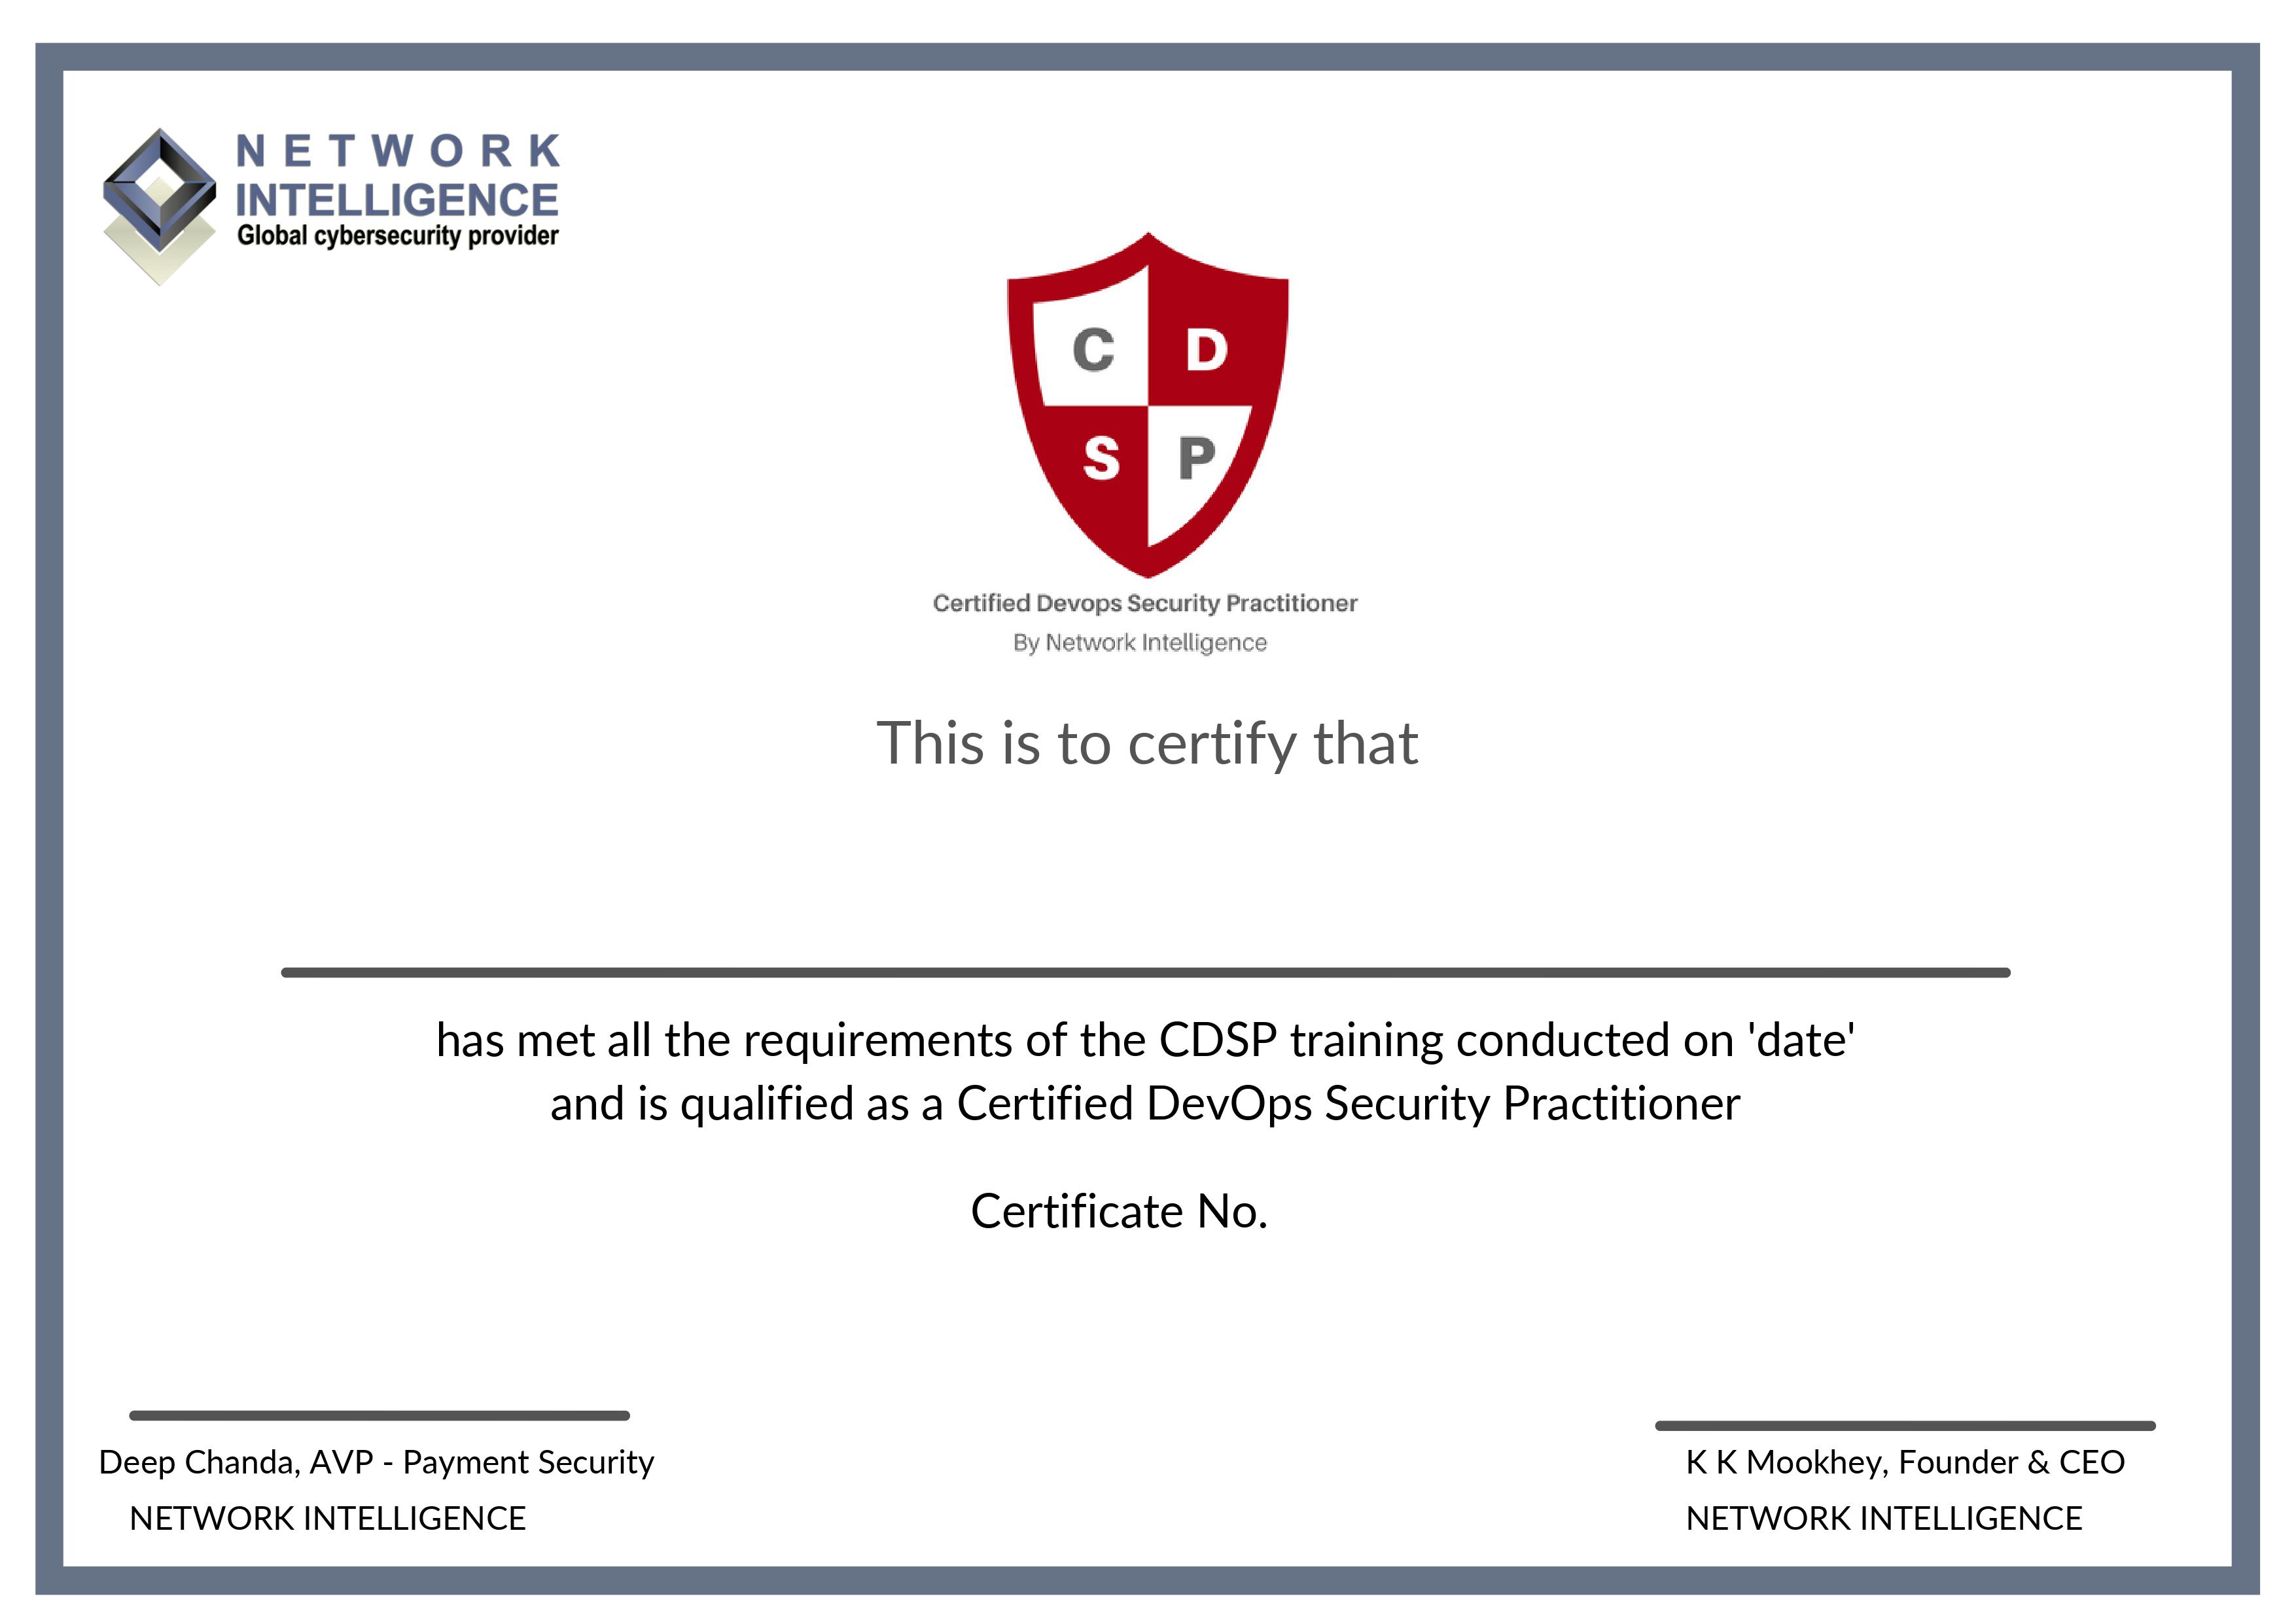 NETWORK
INTELLIGENCE
Global cybersecurity provider
C D
S P
Certified Devops Security Practitioner
By Network Intelligence
This is to certify that
has met all the requirements of the CDSP training conducted on 'date'
and is qualified as a Certified DevOps Security Practitioner
Certificate No.
Deep Chanda, AVP - Payment Security
NETWORK INTELLIGENCE
K K Mookhey, Founder & CEO
NETWORK INTELLIGENCE